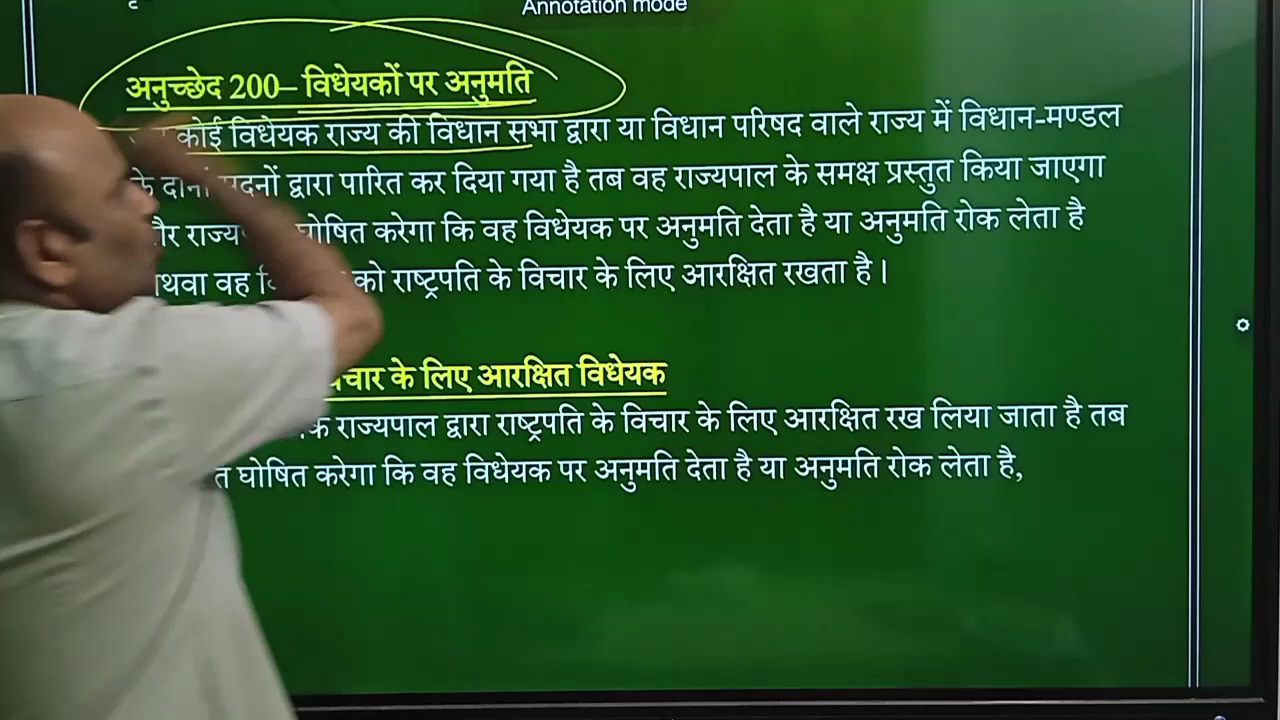 Annotation mode
अनुच्छेद 200– विधेयकों पर अनुमति
कोई विधेयक राज्य की विधान सभा द्वारा या विधान परिषद वाले राज्य में विधान-मण्डल
के दोनों सदनों द्वारा पारित कर दिया गया है तब वह राज्यपाल के समक्ष प्रस्तुत किया जाएगा
घोषित करेगा कि वह विधेयक पर अनुमति देता है या अनुमति रोक लेता है
वह को राष्ट्रपति के विचार के लिए आरक्षित रखता है।
के लिए आरक्षित विधेयक
राज्यपाल द्वारा राष्ट्रपति के विचार के लिए आरक्षित रख लिया जाता है तब
घोषित करेगा कि वह विधेयक पर अनुमति देता है या अनुमति रोक लेता है,